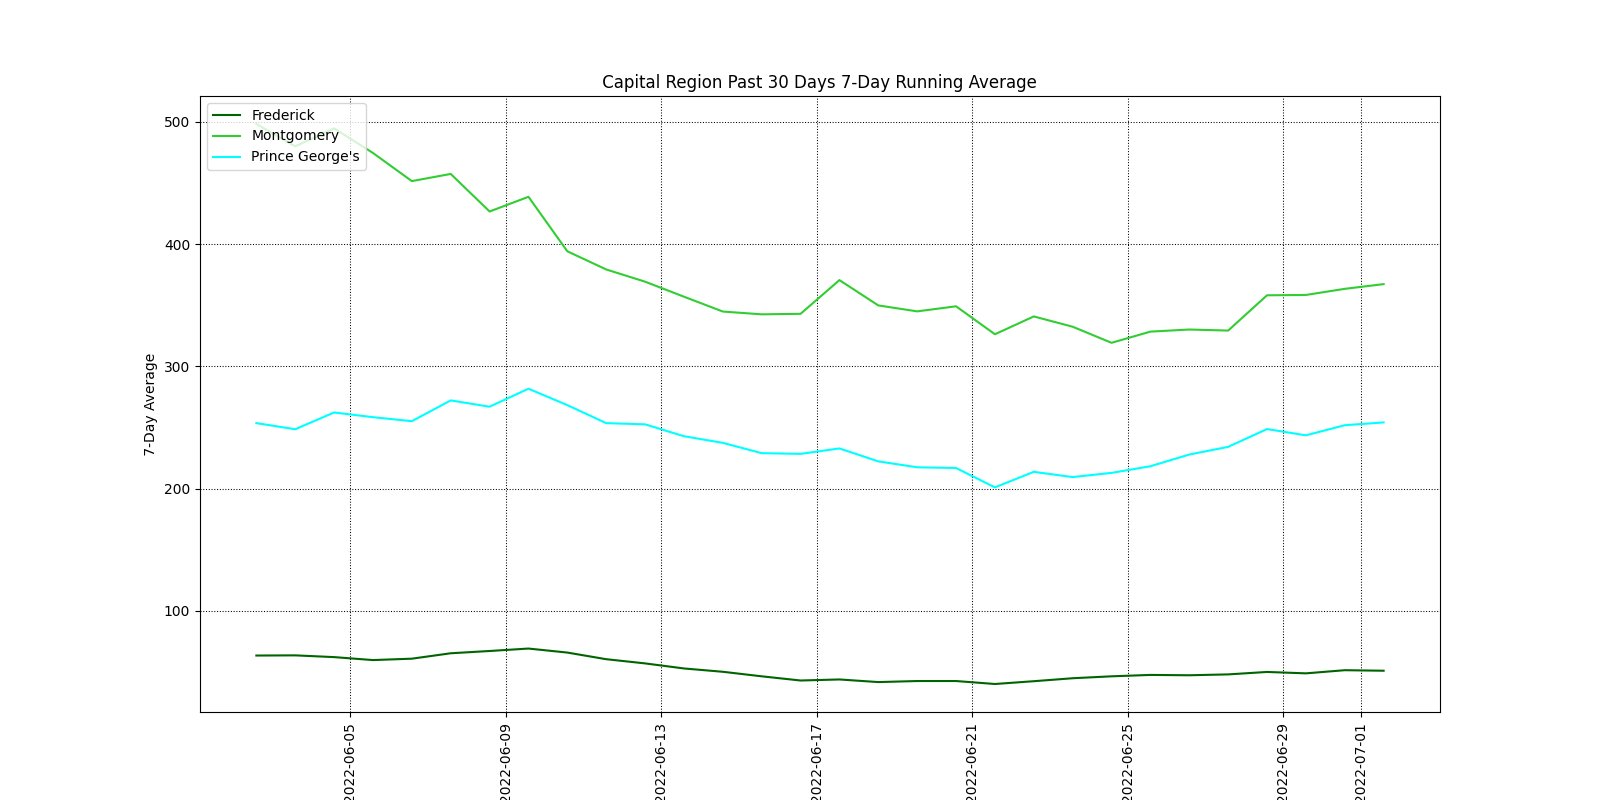 Capital Region Past 30 Days 7-Day Running Average
Frederick
Montgomery
Prince George's
500
400
300
200
100
7-Day Average
2022-06-05
2022-06-09
2022-06-13
2022-06-17
2022-06-21
2022-06-25
2022-06-29
2022-07-01